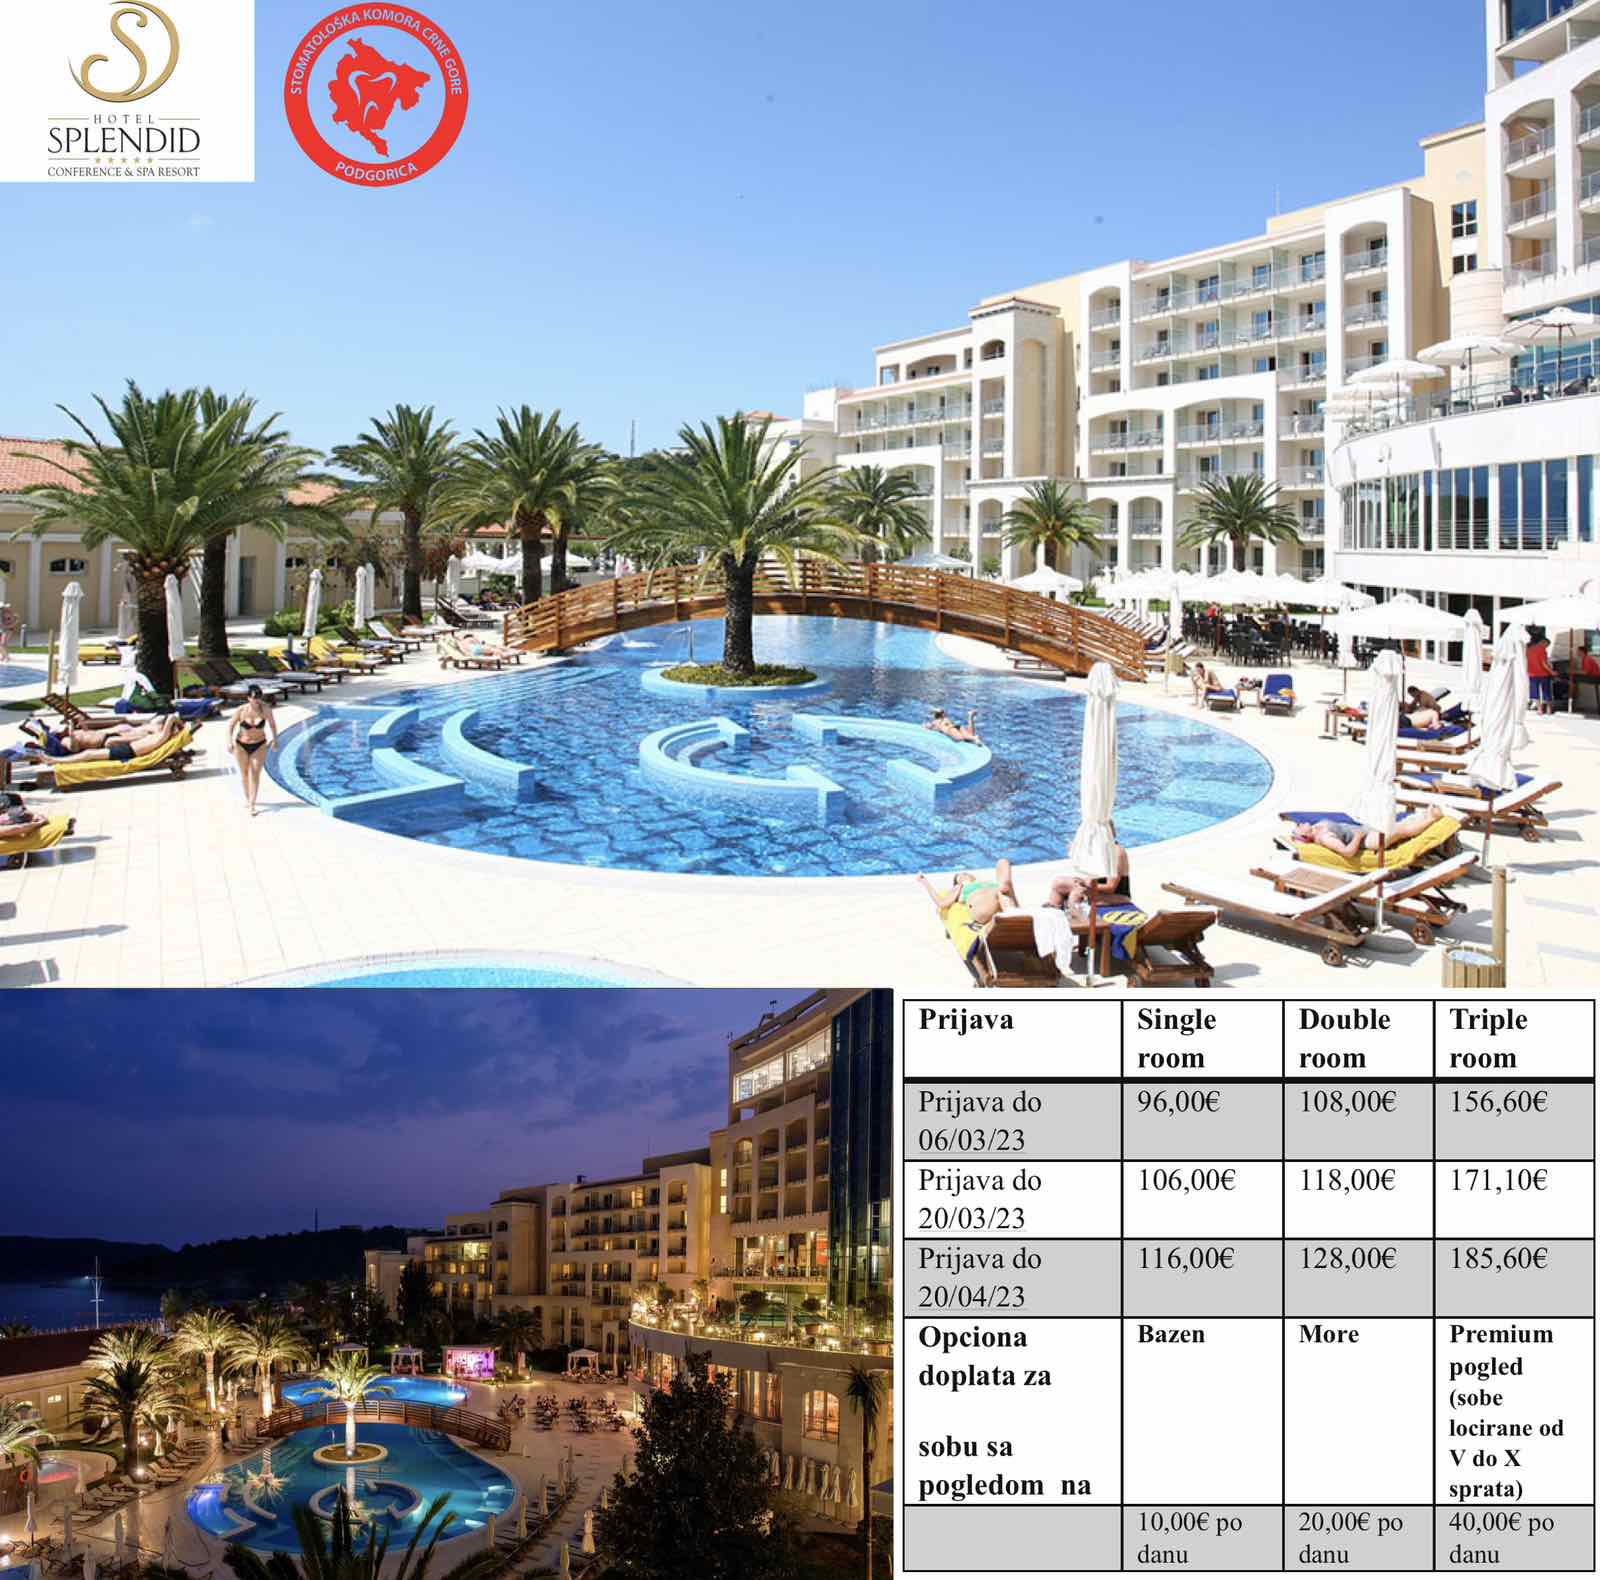 HOTEL
SPLENDID
CONFERENCE & SPA RESORT
STOMATOLOŠKA KOMORA CRNE GORE
PODGORICA
Prijava Single room Double room Triple room
Prijava do 06/03/23 96,00€ 108,00€ 156,60€
Prijava do 20/03/23 106,00€ 118,00€ 171,10€
Prijava do 20/04/23 116,00€ 128,00€ 185,60€
Opciona doplata za sobu sa pogledom na Bazen More Premium pogled (sobe locirane od V do X sprata)
10,00€ po danu 20,00€ po danu 40,00€ po danu